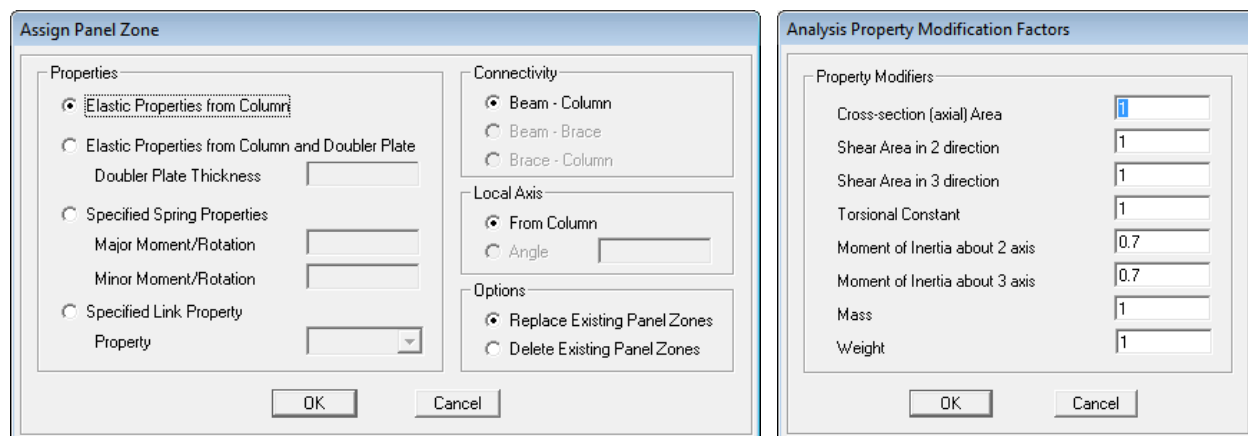 Assign Panel Zone
Properties
Elastic Properties from Column
Elastic Properties from Column and Doubler Plate
Doubler Plate Thickness
Specified Spring Properties
Major Moment/Rotation
Minor Moment/Rotation
Specified Link Property
Property
Connectivity
Beam - Column
Beam - Brace
Brace - Column
Local Axis
From Column
Angle
Options
Replace Existing Panel Zones
Delete Existing Panel Zones
OK Cancel
Analysis Property Modification Factors
Property Modifiers
Cross-section (axial) Area 1
Shear Area in 2 direction 1
Shear Area in 3 direction 1
Torsional Constant 1
Moment of Inertia about 2 axis 0.7
Moment of Inertia about 3 axis 0.7
Mass 1
Weight 1
OK Cancel